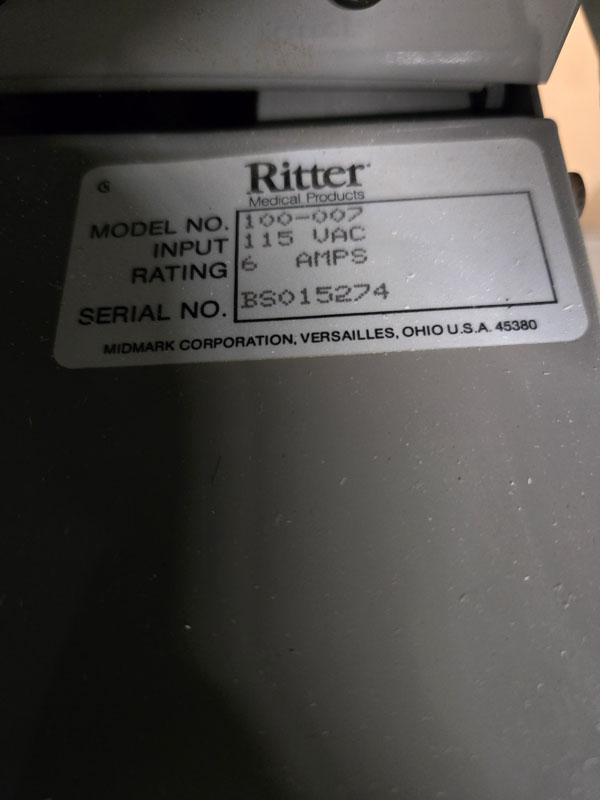 Ritter
Medical Products
MODEL NO. 100-007
INPUT 115 VAC
RATING 6 AMPS
SERIAL NO. BS015274
MIDMARK CORPORATION, VERSAILLES, OHIO U.S.A. 45380